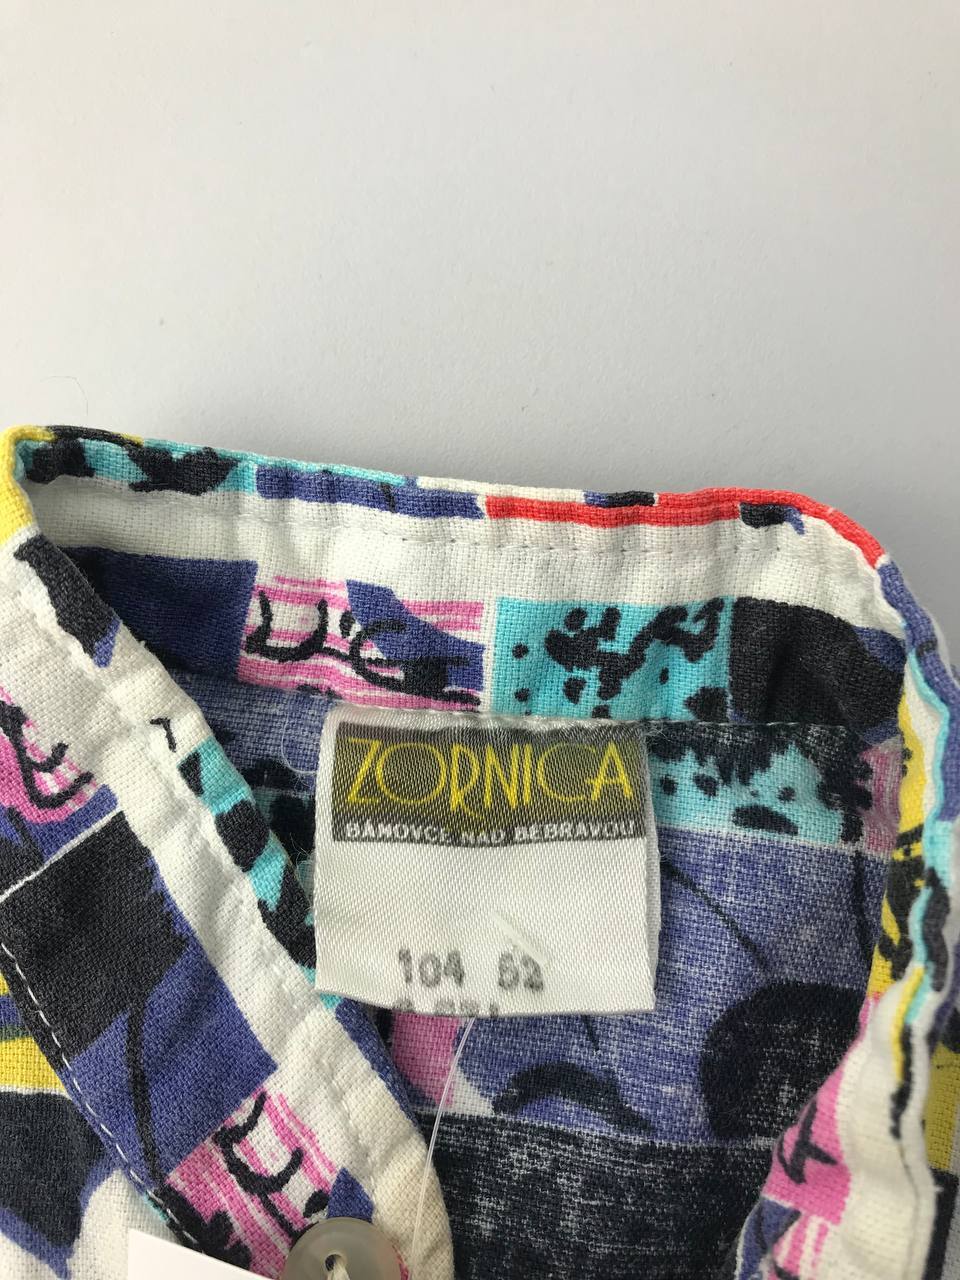 ZORNICA
BÁNOVCE NAD BEBRAVOU
104 52